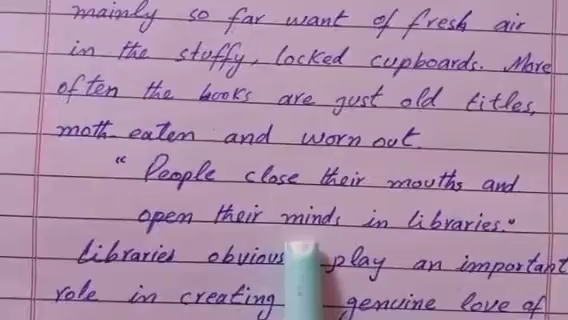 mainly so far want of fresh air
in the stuffy, locked cupboards. More
often the books are just old titles,
moth-eaten and worn out.
"People close their mouths and
open their minds in libraries."
Libraries obvious play an important
role in creating genuine love of